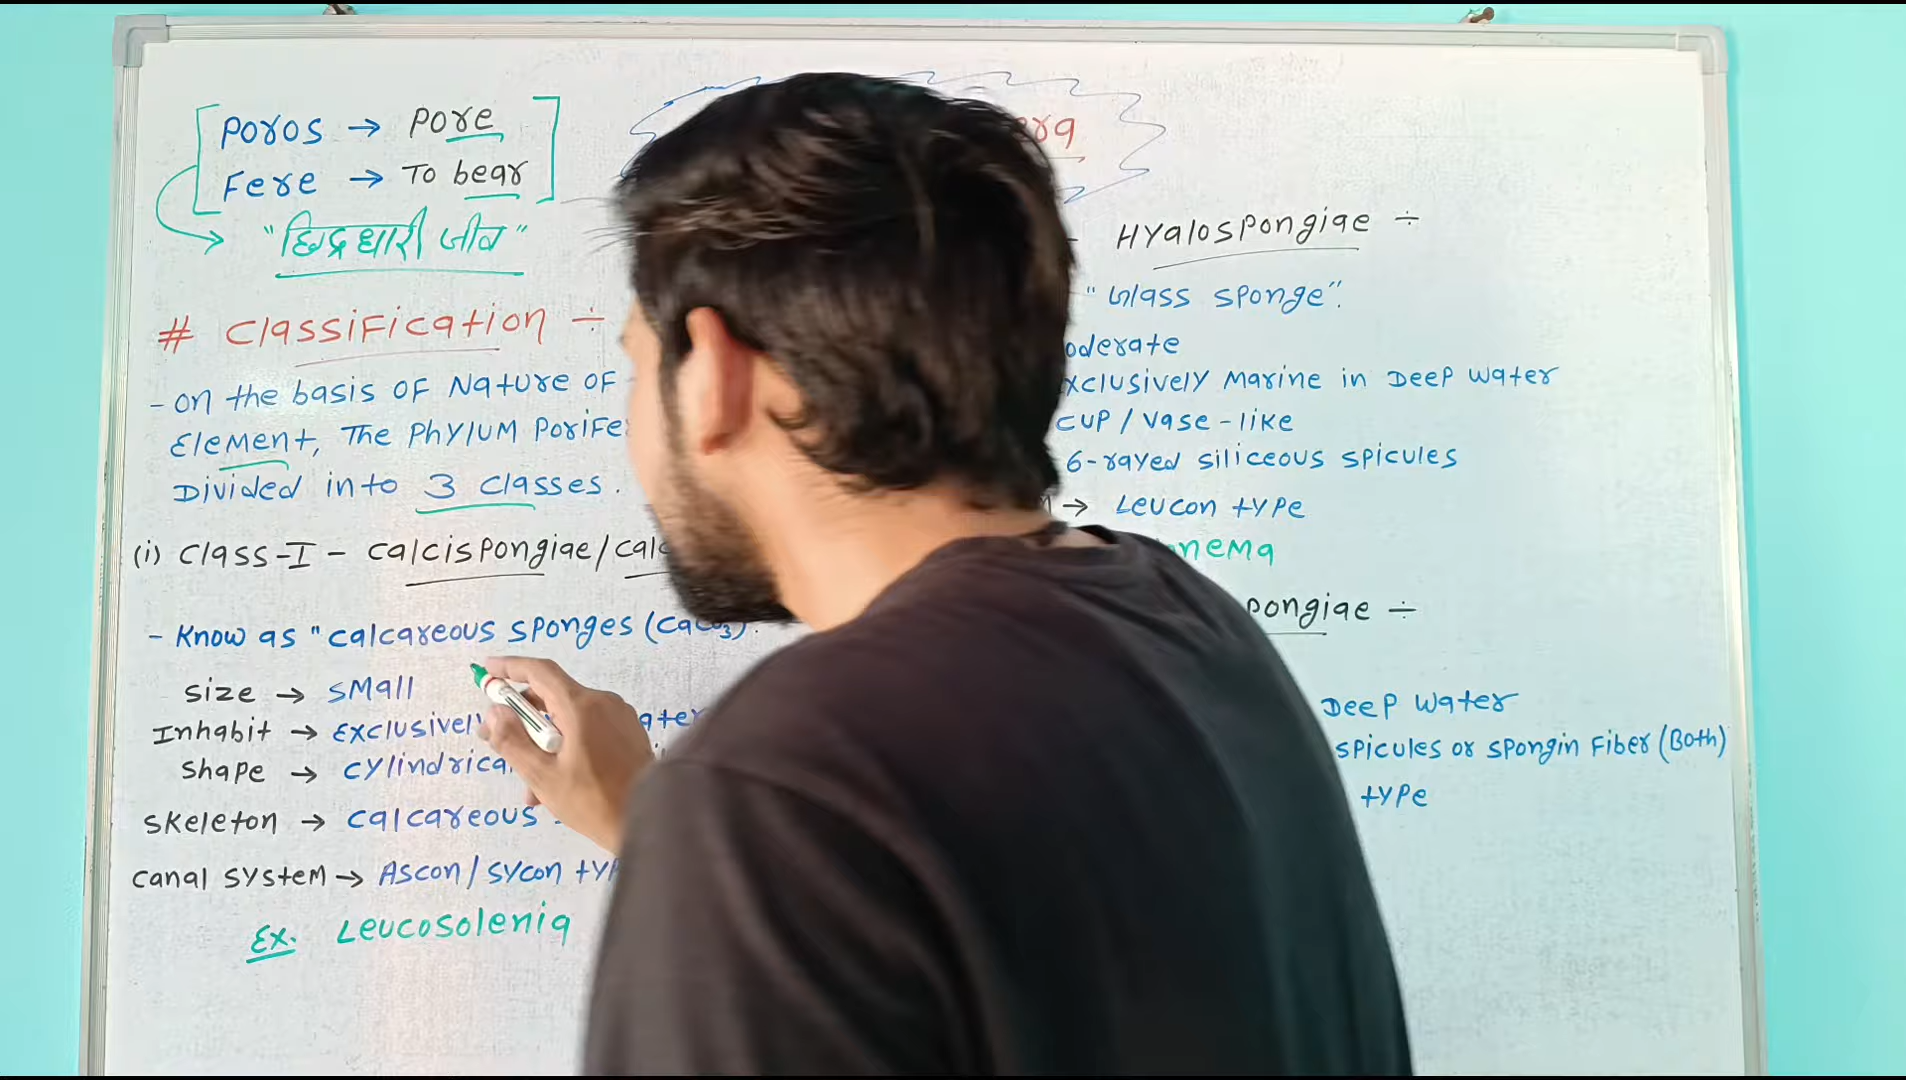 Poros → Pore
Fere → To bear
"छिद्रधारी जीव"
# Classification ÷
- on the basis of Nature of
Element, The Phylum Porife
Divided into 3 classes.
(i) Class-I - Calcispongiae/Calc
- Know as "Calcareous Sponges (CaCO3).
Size → Small
Inhabit → Exclusively ater
Shape → Cylindrica
Skeleton → Calcareous -
Canal System → Ascon/Sycon typ
Ex. Leucosolenia
era
- Hyalospongiae ÷
"Glass sponge".
oderate
xclusively Marine in Deep water
Cup/Vase-like
6-rayed siliceous spicules
→ Leucon type
nema
pongiae ÷
Deep Water
Spicules or spongin Fiber (Both)
type